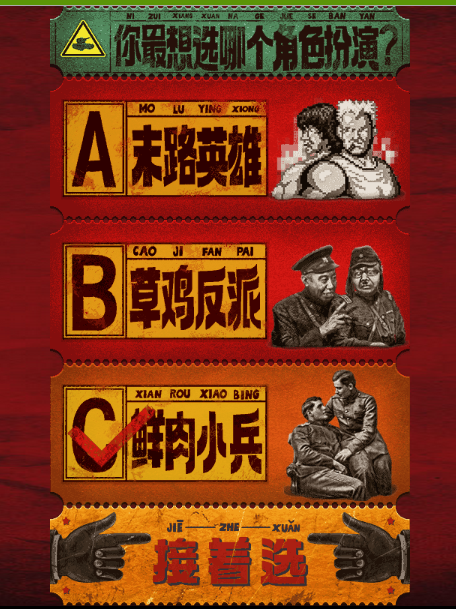 NI ZUI XIANG XUAN NA GE JUE SE BAN YAN
你最想选哪个角色扮演?
A
MO LU YING XIONG
末路英雄
B
CAO JI FAN PAI
草鸡反派
C
XIAN ROU XIAO BING
鲜肉小兵
JIĒ ZHE XUǍN
接着选